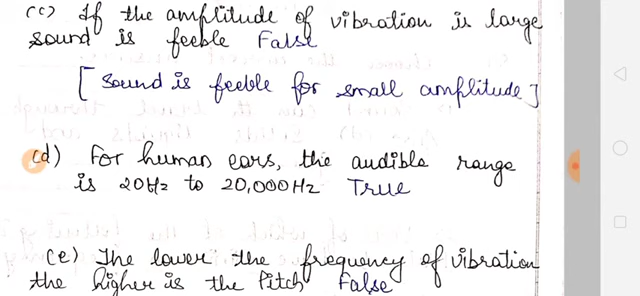 (c) If the amplitude of vibration is large
sound is feeble False
[Sound is feeble for small amplitude]
(d) For human ears, the audible range
is 20Hz to 20,000Hz True
(e) The lower the frequency of vibration
the higher is the Pitch False